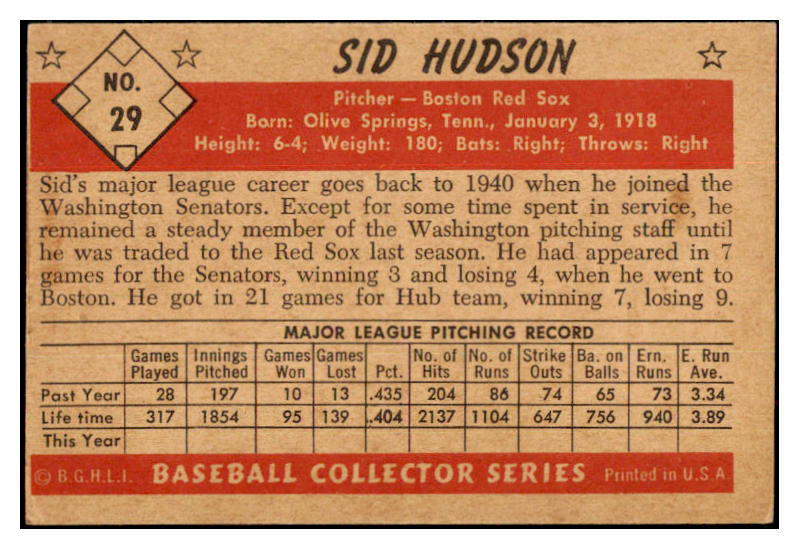 SID HUDSON
NO.
29
Pitcher — Boston Red Sox
Born: Olive Springs, Tenn., January 3, 1918
Height: 6-4; Weight: 180; Bats: Right; Throws: Right
Sid's major league career goes back to 1940 when he joined the
Washington Senators. Except for some time spent in service, he
remained a steady member of the Washington pitching staff until
he was traded to the Red Sox last season. He had appeared in 7
games for the Senators, winning 3 and losing 4, when he went to
Boston. He got in 21 games for Hub team, winning 7, losing 9.
MAJOR LEAGUE PITCHING RECORD
Games Innings Games Games No. of No. of Strike Ba. on Ern. E. Run
Played Pitched Won Lost Pct. Hits Runs Outs Balls Runs Ave.
Past Year 28 197 10 13 .435 204 86 74 65 73 3.34
Life time 317 1854 95 139 .404 2137 1104 647 756 940 3.89
This Year
© B.G.H.L.I. BASEBALL COLLECTOR SERIES Printed in U.S.A